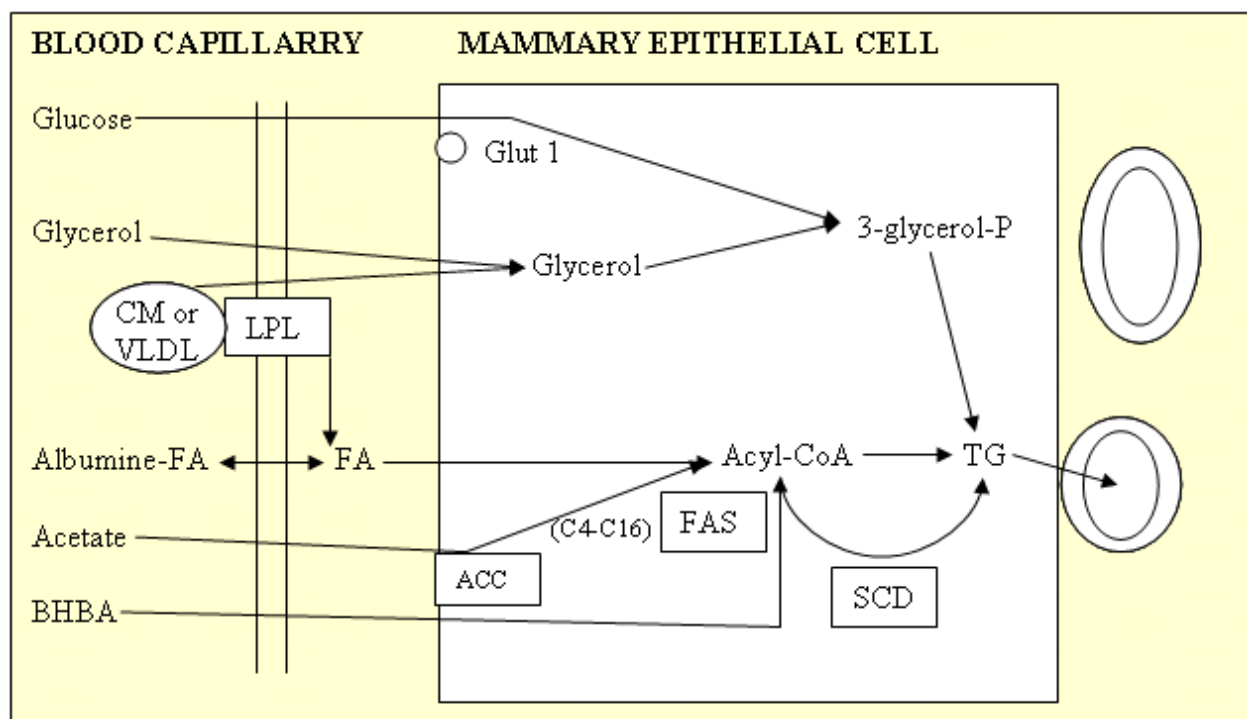 BLOOD CAPILLARRY
MAMMARY EPITHELIAL CELL
Glucose
Glut 1
Glycerol
3-glycerol-P
Glycerol
CM or
VLDL
LPL
Albumine-FA
FA
Acyl-CoA
TG
Acetate
(C4-C16)
FAS
ACC
SCD
BHBA